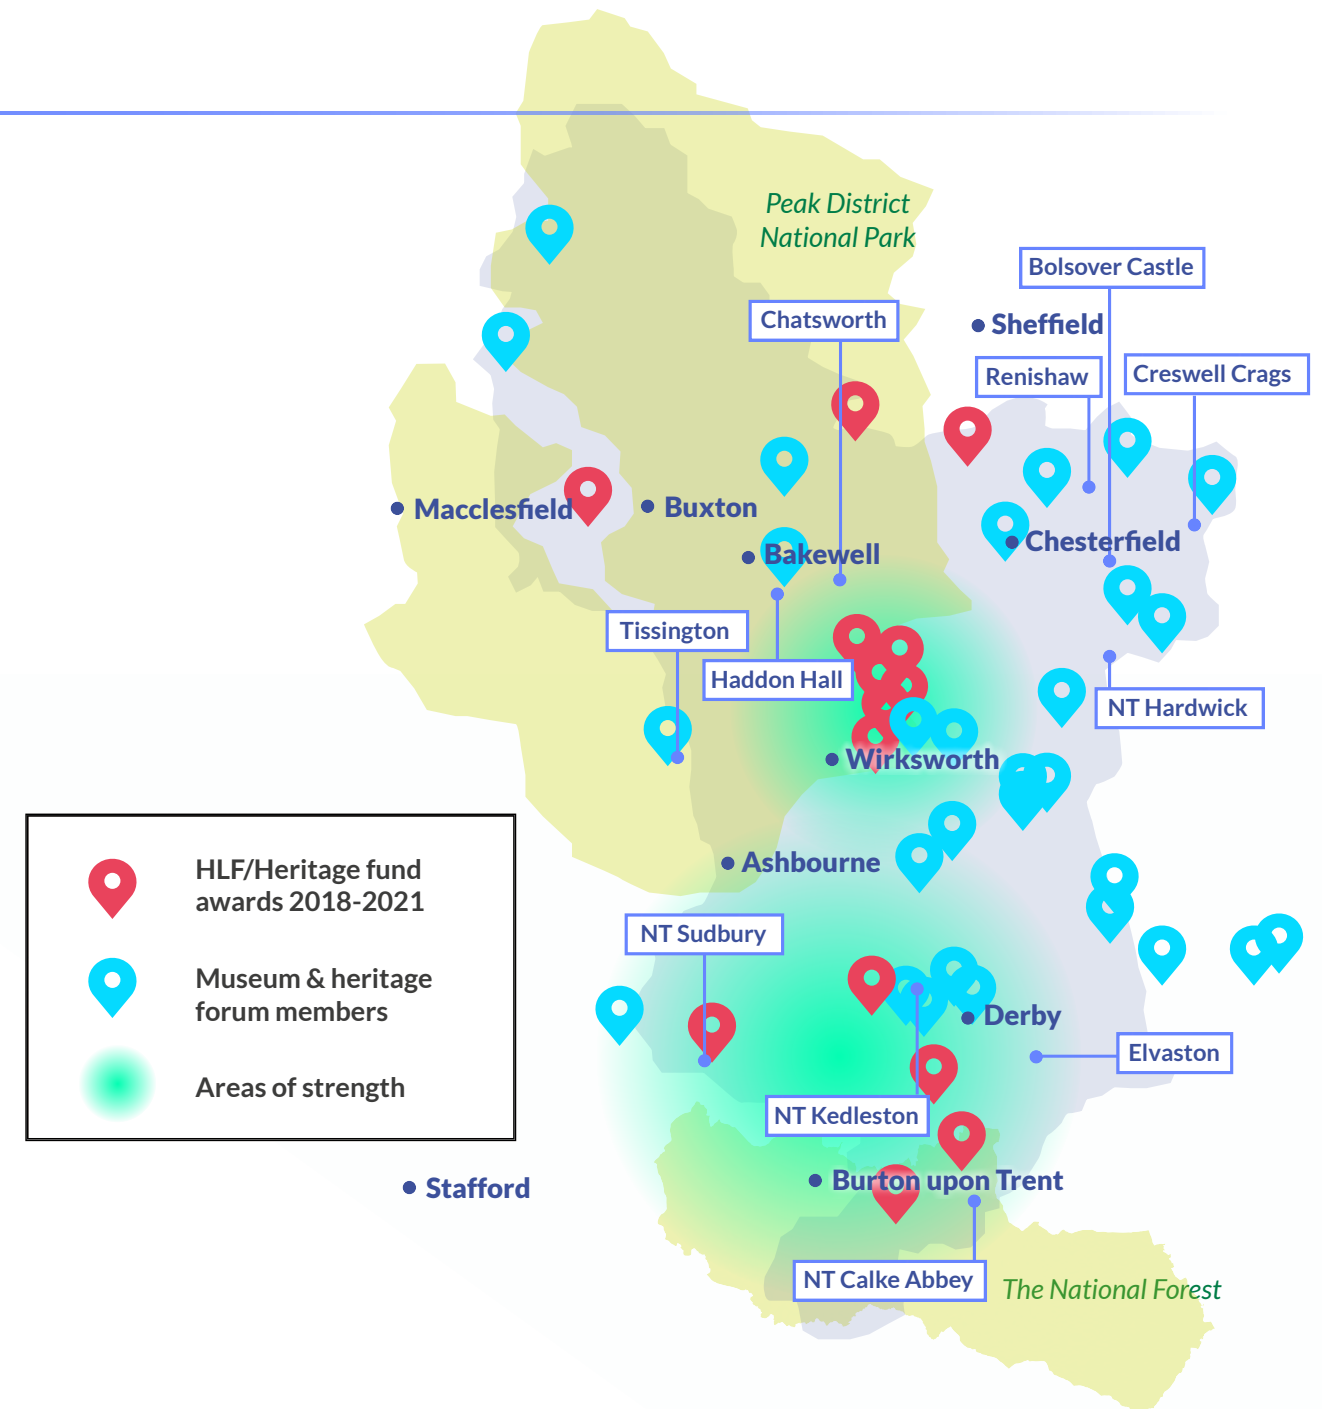 Peak District
National Park
Bolsover Castle
Chatsworth
Sheffield
Renishaw
Creswell Crags
Macclesfield
Buxton
Chesterfield
Bakewell
Tissington
Haddon Hall
NT Hardwick
Wirksworth
Ashbourne
HLF/Heritage fund
awards 2018-2021
NT Sudbury
Museum & heritage
forum members
Derby
Elvaston
Areas of strength
NT Kedleston
Stafford
Burton upon Trent
NT Calke Abbey
The National Forest